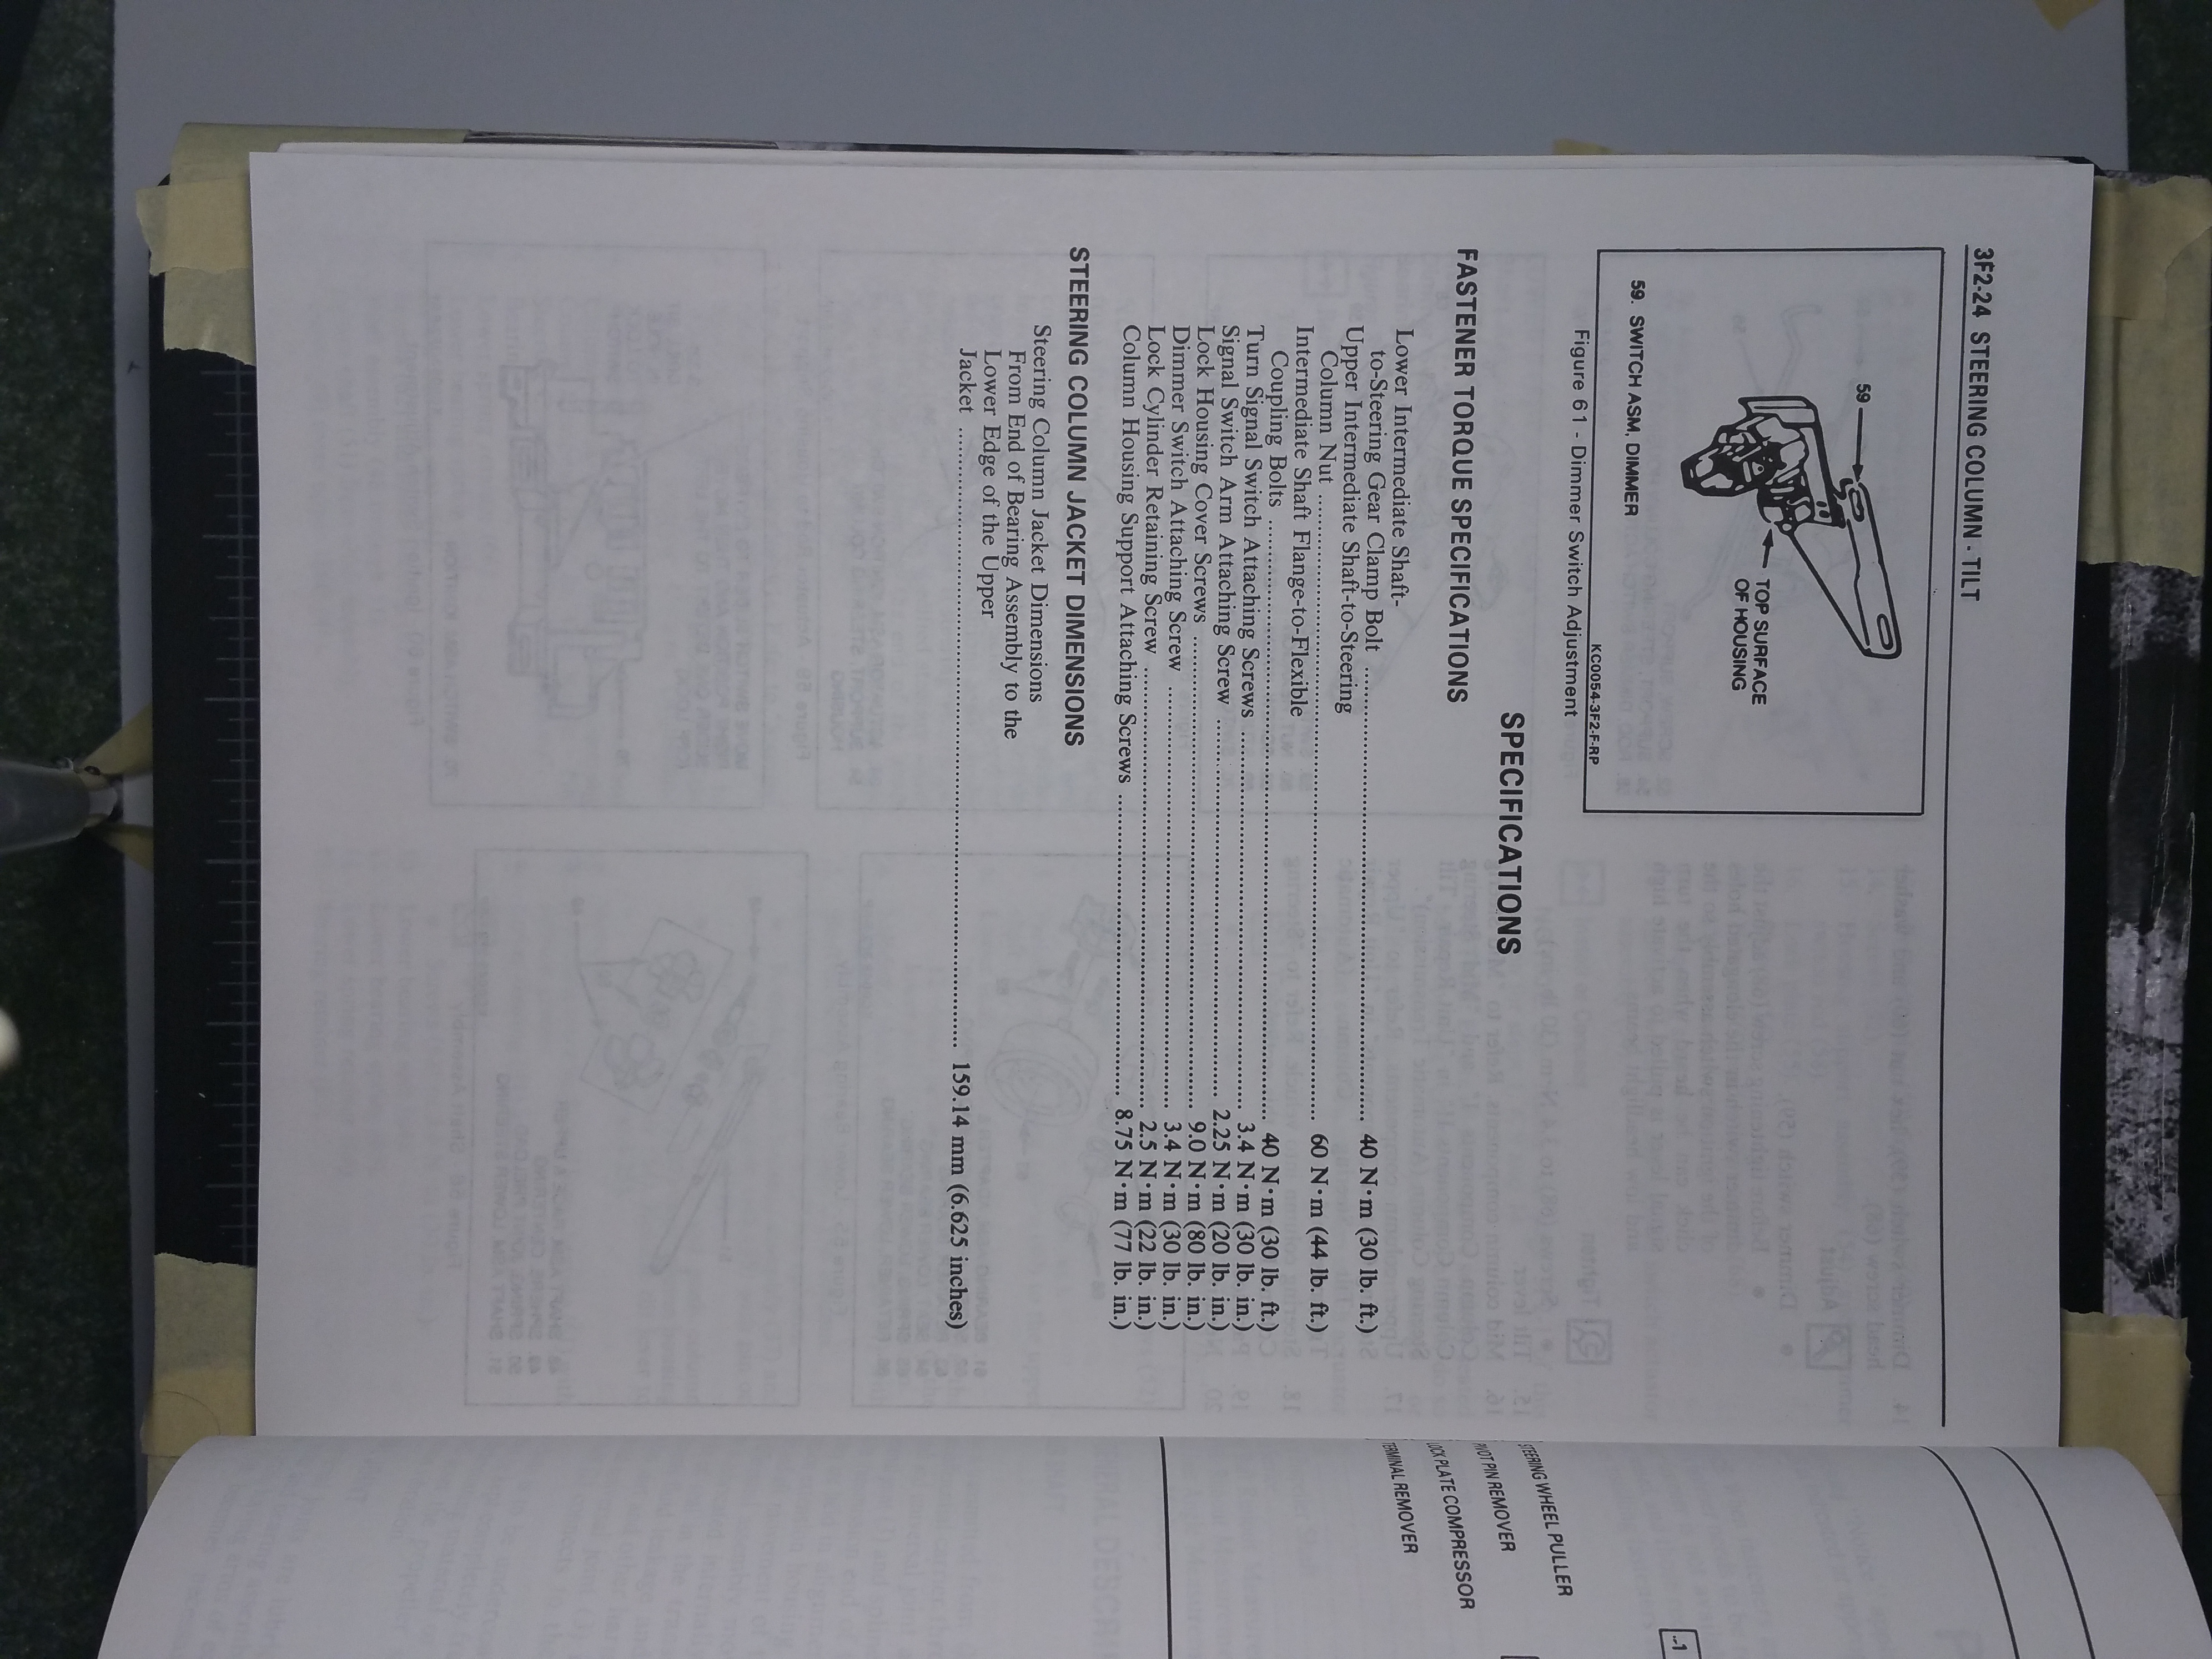 3F2-24 STEERING COLUMN - TILT
59
TOP SURFACE
OF HOUSING
59. SWITCH ASM, DIMMER
KC0054-3F2-F-RP
Figure 61 - Dimmer Switch Adjustment
SPECIFICATIONS
FASTENER TORQUE SPECIFICATIONS
Lower Intermediate Shaft-
to-Steering Gear Clamp Bolt ........ 40 N·m (30 lb. ft.)
Upper Intermediate Shaft-to-Steering
Column Nut ........ 60 N·m (44 lb. ft.)
Intermediate Shaft Flange-to-Flexible
Coupling Bolts ........ 40 N·m (30 lb. ft.)
Turn Signal Switch Attaching Screws ........ 3.4 N·m (30 lb. in.)
Signal Switch Arm Attaching Screw ........ 2.25 N·m (20 lb. in.)
Lock Housing Cover Screws ........ 9.0 N·m (80 lb. in.)
Dimmer Switch Attaching Screw ........ 3.4 N·m (30 lb. in.)
Lock Cylinder Retaining Screw ........ 2.5 N·m (22 lb. in.)
Column Housing Support Attaching Screws ........ 8.75 N·m (77 lb. in.)
STEERING COLUMN JACKET DIMENSIONS
Steering Column Jacket Dimensions
From End of Bearing Assembly to the
Lower Edge of the Upper
Jacket ........ 159.14 mm (6.625 inches)
STEERING WHEEL PULLER
PIVOT PIN REMOVER
LOCK PLATE COMPRESSOR
TERMINAL REMOVER